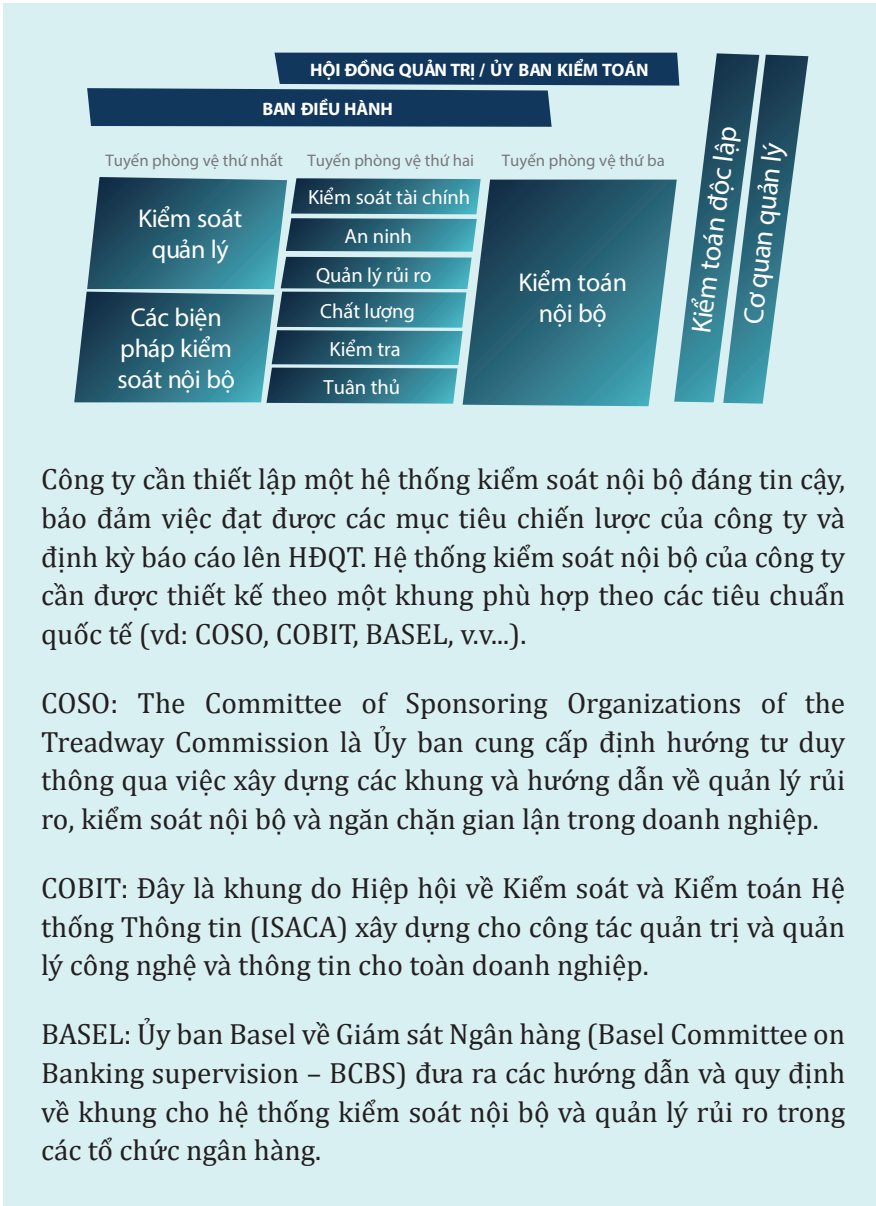 HỘI ĐỒNG QUẢN TRỊ / ỦY BAN KIỂM TOÁN
BAN ĐIỀU HÀNH
Tuyến phòng vệ thứ nhất
Kiểm soát
quản lý
Các biện
pháp kiểm
soát nội bộ
Tuyến phòng vệ thứ hai
Kiểm soát tài chính
An ninh
Quản lý rủi ro
Chất lượng
Kiểm tra
Tuân thủ
Tuyến phòng vệ thứ ba
Kiểm toán
nội bộ
Kiểm toán độc lập
Cơ quan quản lý
Công ty cần thiết lập một hệ thống kiểm soát nội bộ đáng tin cậy,
bảo đảm việc đạt được các mục tiêu chiến lược của công ty và
định kỳ báo cáo lên HĐQT. Hệ thống kiểm soát nội bộ của công ty
cần được thiết kế theo một khung phù hợp theo các tiêu chuẩn
quốc tế (vd: COSO, COBIT, BASEL, v.v...).
COSO: The Committee of Sponsoring Organizations of the
Treadway Commission là Ủy ban cung cấp định hướng tư duy
thông qua việc xây dựng các khung và hướng dẫn về quản lý rủi
ro, kiểm soát nội bộ và ngăn chặn gian lận trong doanh nghiệp.
COBIT: Đây là khung do Hiệp hội về Kiểm soát và Kiểm toán Hệ
thống Thông tin (ISACA) xây dựng cho công tác quản trị và quản
lý công nghệ và thông tin cho toàn doanh nghiệp.
BASEL: Ủy ban Basel về Giám sát Ngân hàng (Basel Committee on
Banking supervision – BCBS) đưa ra các hướng dẫn và quy định
về khung cho hệ thống kiểm soát nội bộ và quản lý rủi ro trong
các tổ chức ngân hàng.